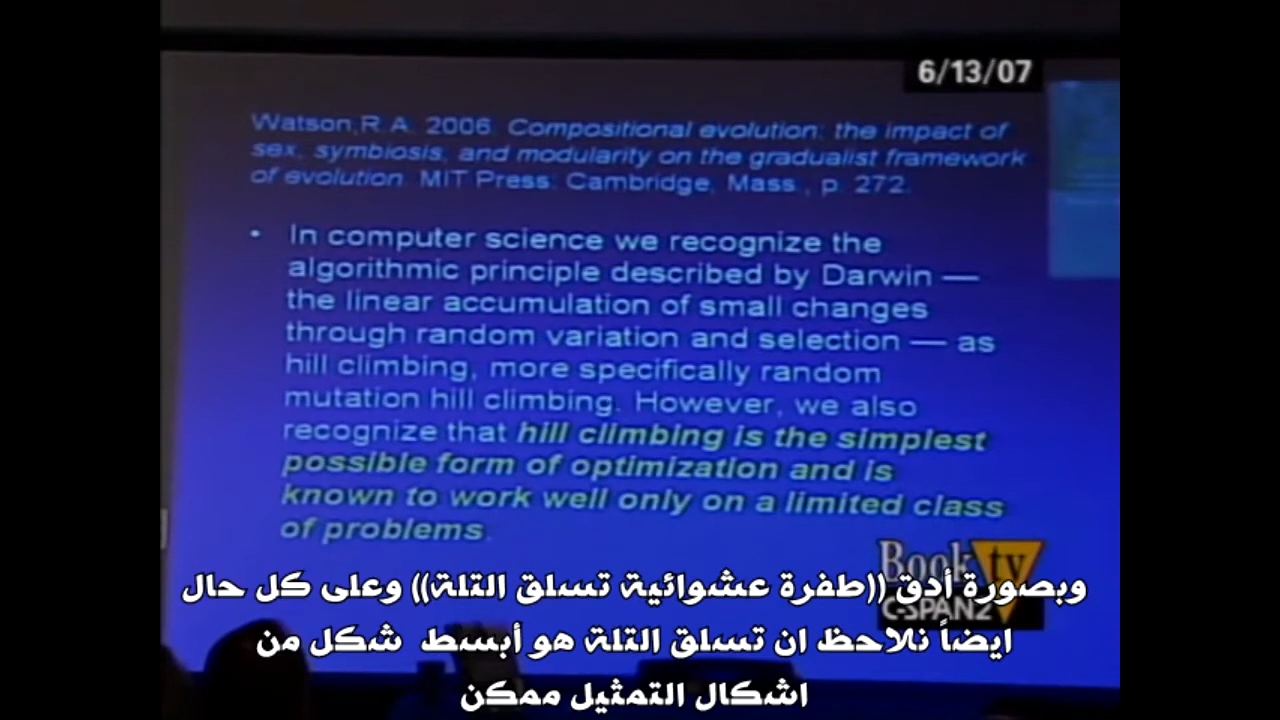 6/13/07
Watson,R.A. 2006. Compositional evolution: the impact of
sex, symbiosis, and modularity on the gradualist framework
of evolution. MIT Press: Cambridge, Mass., p. 272.
• In computer science we recognize the
algorithmic principle described by Darwin —
the linear accumulation of small changes
through random variation and selection — as
hill climbing, more specifically random
mutation hill climbing. However, we also
recognize that hill climbing is the simplest
possible form of optimization and is
known to work well only on a limited class
of problems.
Book tv
C-SPAN2
وبصورة أدق ((طفرة عشوائية تسلق التلة)) وعلى كل حال
ايضاً نلاحظ ان تسلق التلة هو أبسط شكل من
اشكال التمثيل ممكن